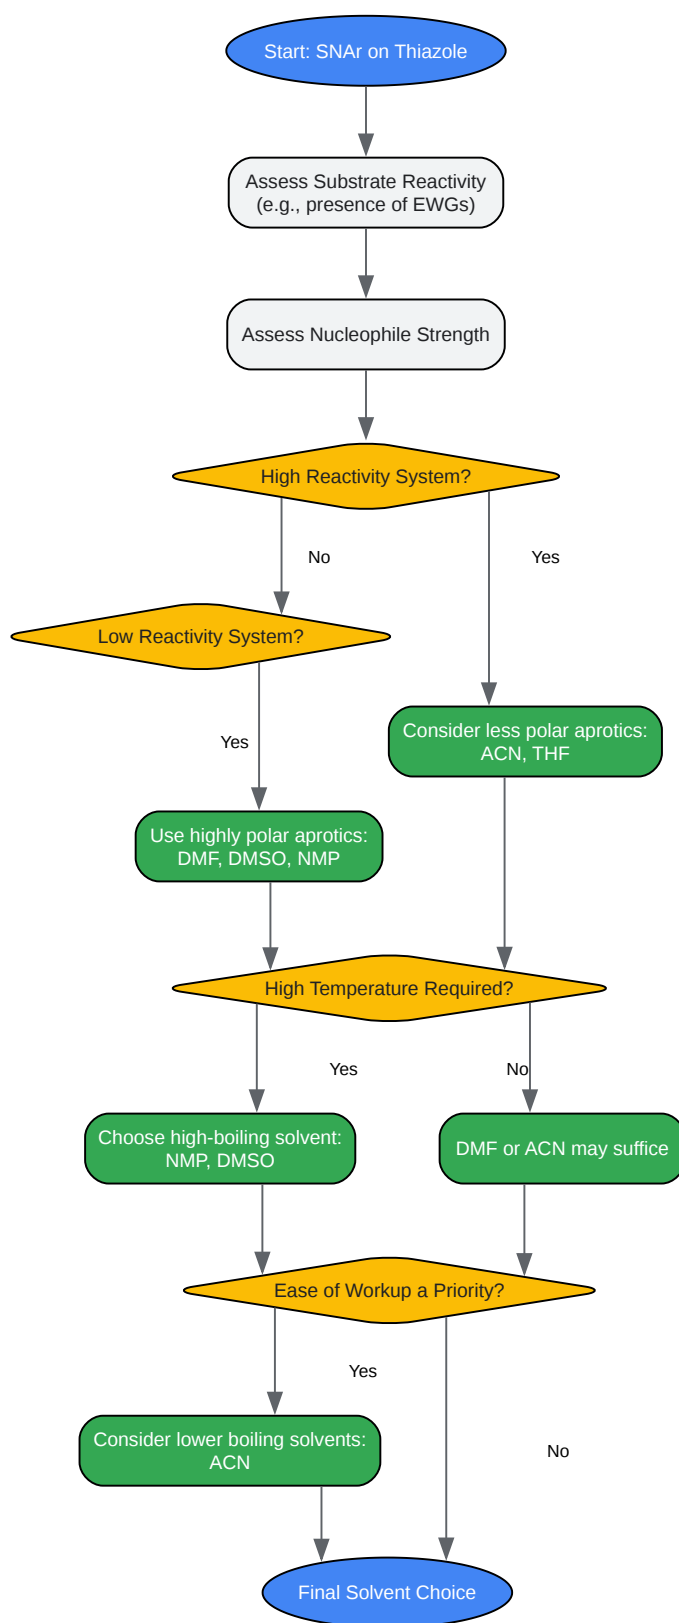 Start: SNAr on Thiazole
Assess Substrate Reactivity
(e.g., presence of EWGs)
Assess Nucleophile Strength
High Reactivity System?
No
Yes
Low Reactivity System?
Yes
Consider less polar aprotics:
ACN, THF
Use highly polar aprotics:
DMF, DMSO, NMP
High Temperature Required?
Yes
No
Choose high-boiling solvent:
NMP, DMSO
DMF or ACN may suffice
Ease of Workup a Priority?
Yes
Consider lower boiling solvents:
ACN
No
Final Solvent Choice